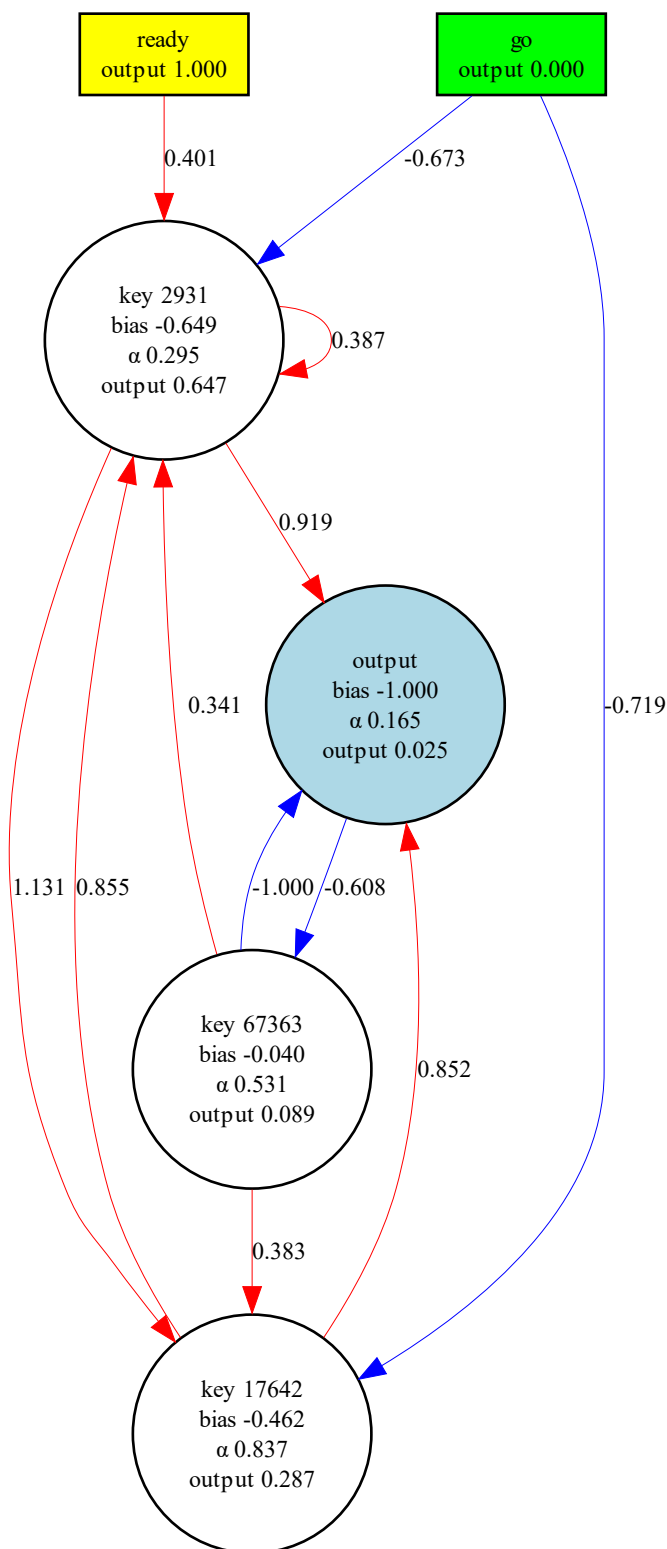 ready
output 1.000
go
output 0.000
0.401
-0.673
key 2931
bias -0.649
α 0.295
output 0.647
0.387
0.919
output
bias -1.000
α 0.165
output 0.025
0.341
-0.719
1.131
0.855
-1.000
-0.608
key 67363
bias -0.040
α 0.531
output 0.089
0.852
0.383
key 17642
bias -0.462
α 0.837
output 0.287